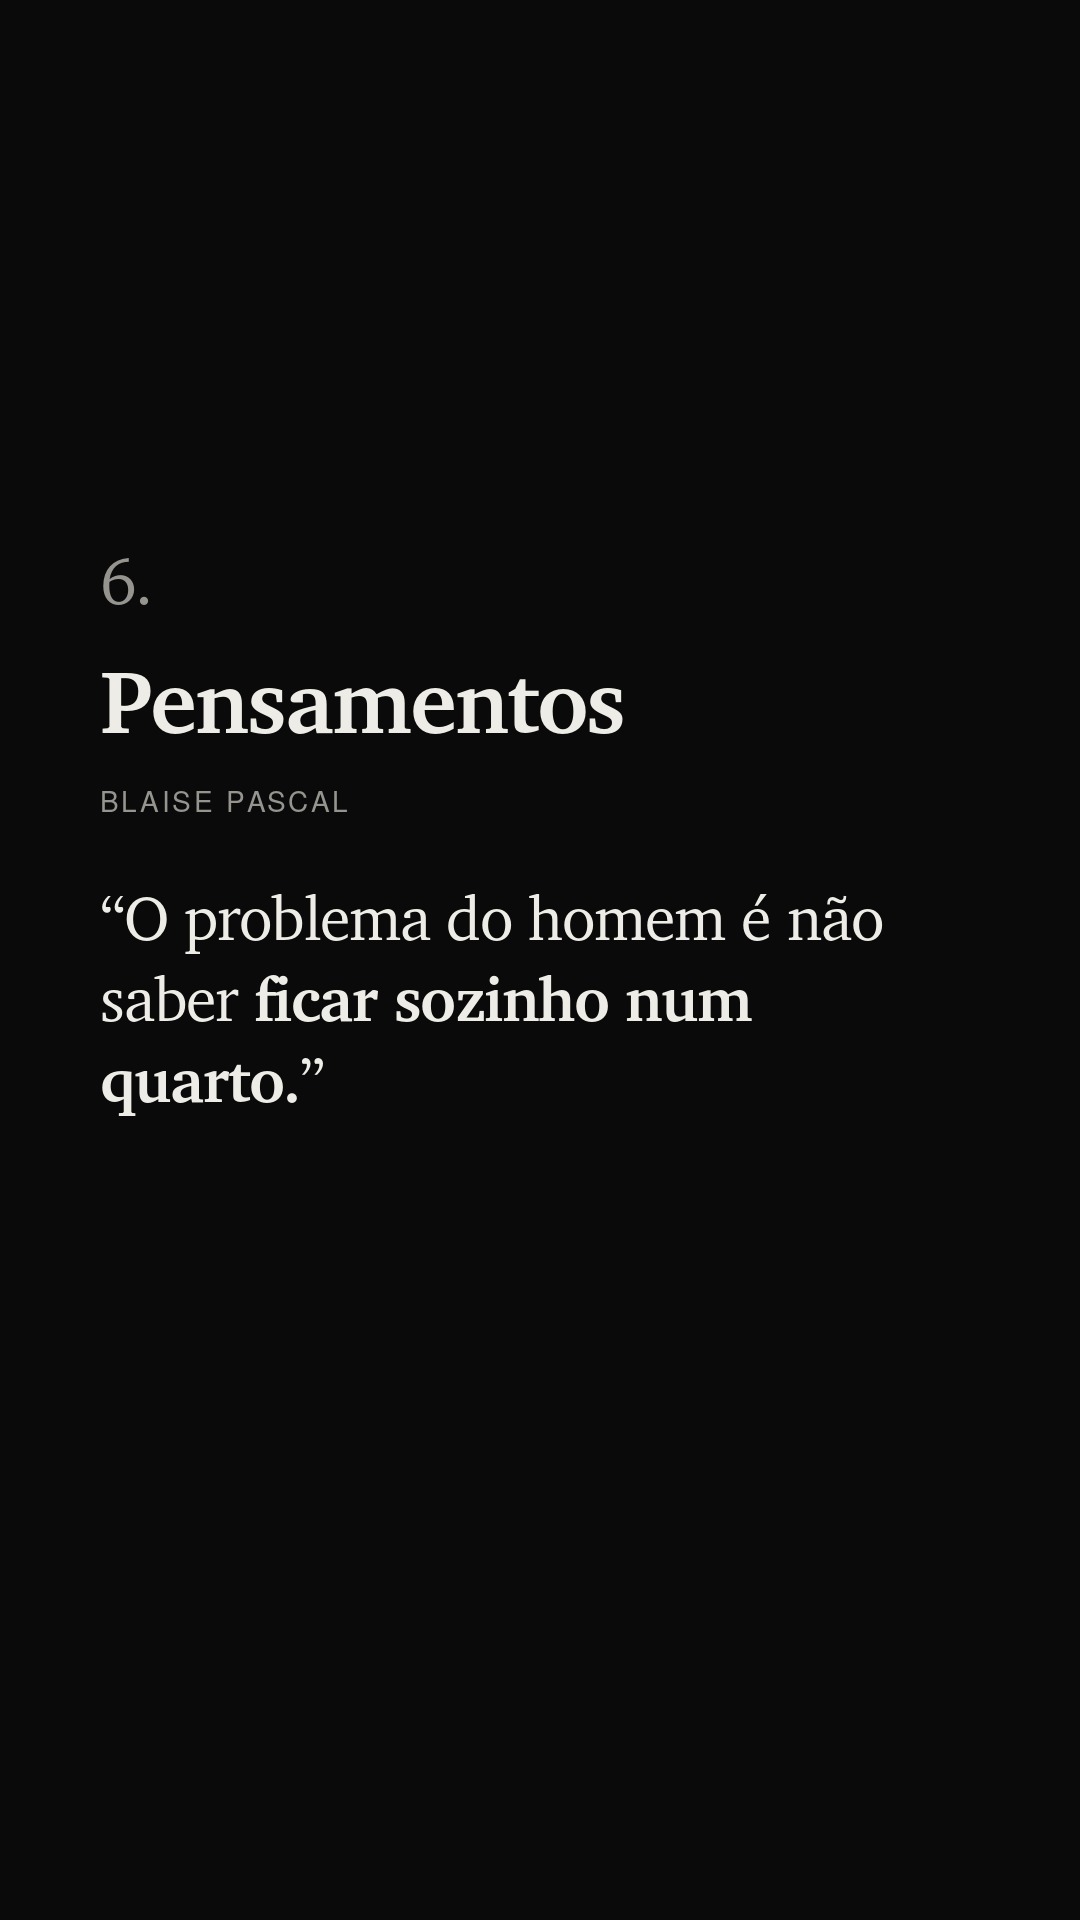 6.
Pensamentos
BLAISE PASCAL
“O problema do homem é não
saber ficar sozinho num
quarto.”